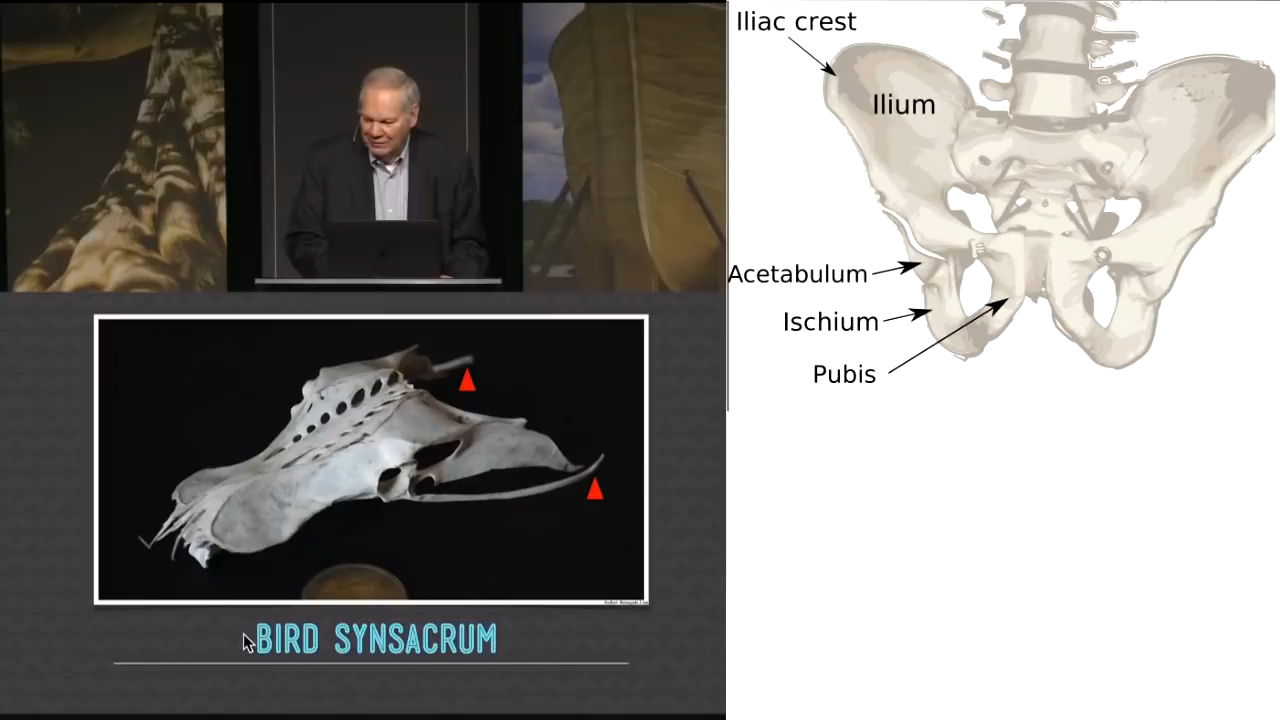 Iliac crest
Ilium
Acetabulum
Ischium
Pubis
BIRD SYNSACRUM